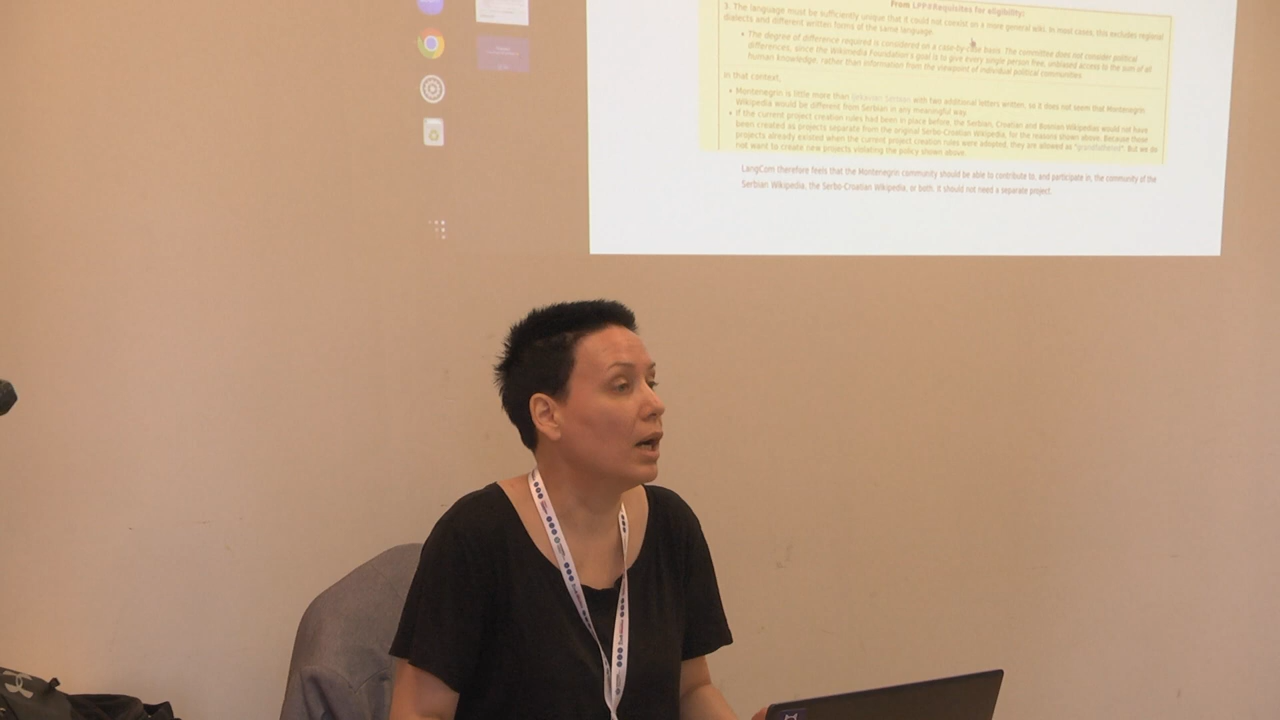 From LPP#Requisites for eligibility:
3. The language must be sufficiently unique that it could not coexist on a more general wiki. In most cases, this excludes regional
dialects and different written forms of the same language.
• The degree of difference required is considered on a case-by-case basis. The committee does not consider political
differences, since the Wikimedia Foundation's goal is to give every single person free, unbiased access to the sum of all
human knowledge, rather than information from the viewpoint of individual political communities.
In that context,
• Montenegrin is little more than Ijekavian Serbian with two additional letters written, so it does not seem that Montenegrin
Wikipedia would be different from Serbian in any meaningful way.
• If the current project creation rules had been in place before, the Serbian, Croatian and Bosnian Wikipedias would not have
been created as projects separate from the original Serbo-Croatian Wikipedia, for the reasons shown above. Because those
projects already existed when the current project creation rules were adopted, they are allowed as "grandfathered". But we do
not want to create new projects violating the policy shown above.
LangCom therefore feels that the Montenegrin community should be able to contribute to, and participate in, the community of the
Serbian Wikipedia, the Serbo-Croatian Wikipedia, or both. It should not need a separate project.